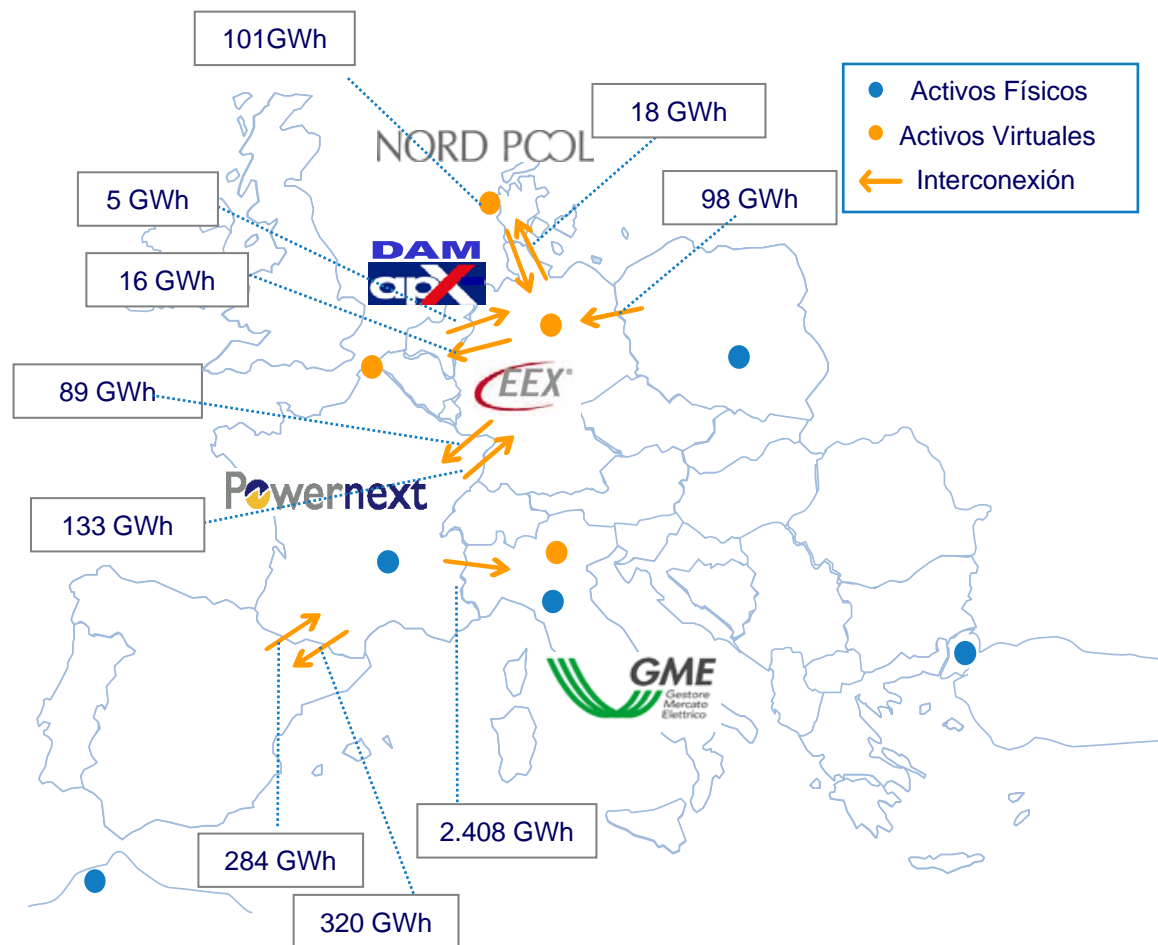 101GWh
Activos Físicos
18 GWh
Activos Virtuales
NORD POOL
Interconexión
5 GWh
98 GWh
DAM
16 GWh
apX
EEX
89 GWh
Powernext
133 GWh
GME
Gestore
Mercato
Elettrico
2.408 GWh
284 GWh
320 GWh